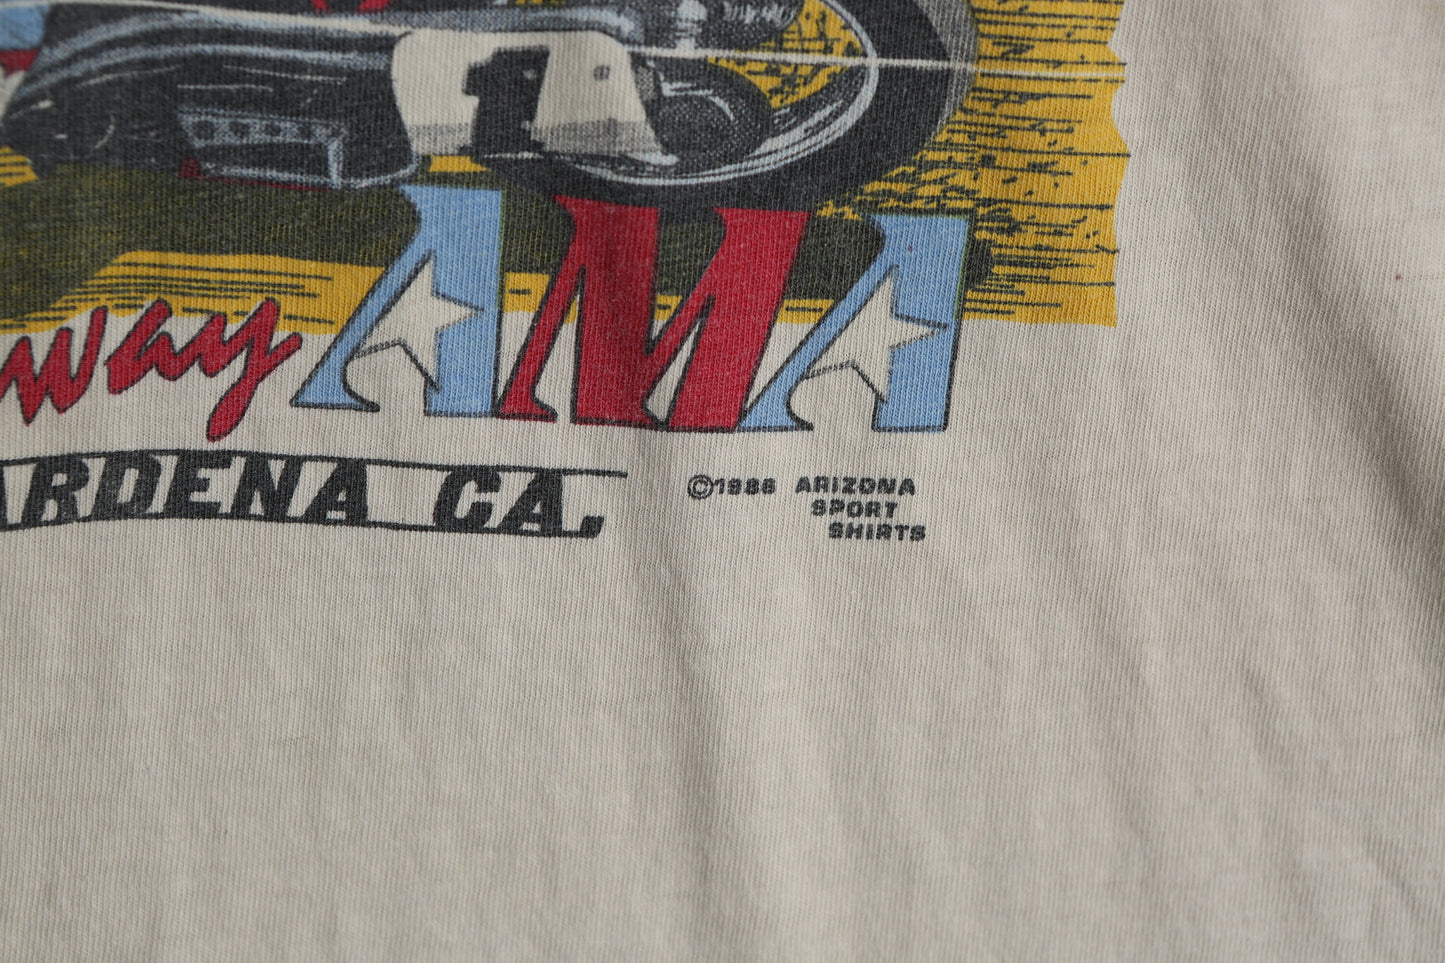 1
way AMA
ARDENA CA.
©1986 ARIZONA
SPORT
SHIRTS